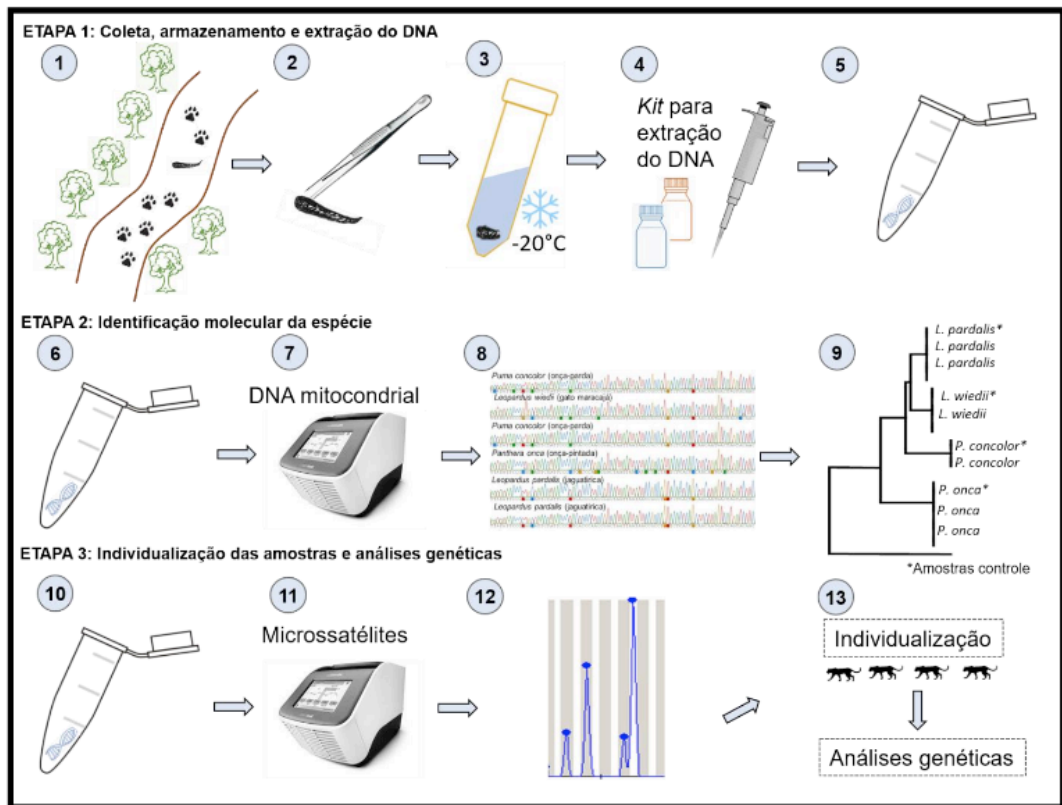 ETAPA 1: Coleta, armazenamento e extração do DNA
1
2
3
4
5
-20°C
Kit para
extração
do DNA
ETAPA 2: Identificação molecular da espécie
6
7
8
9
DNA mitocondrial
Puma concolor (onça-parda)
Leopardus wiedii (gato maracajá)
Puma concolor (onça-parda)
Panthera onca (onça-pintada)
Leopardus pardalis (jaguatirica)
Leopardus pardalis (jaguatirica)
L. pardalis*
L. pardalis
L. pardalis
L. wiedii*
L. wiedii
P. concolor*
P. concolor
P. onca*
P. onca
P. onca
*Amostras controle
ETAPA 3: Individualização das amostras e análises genéticas
10
11
12
13
Microssatélites
Individualização
Análises genéticas